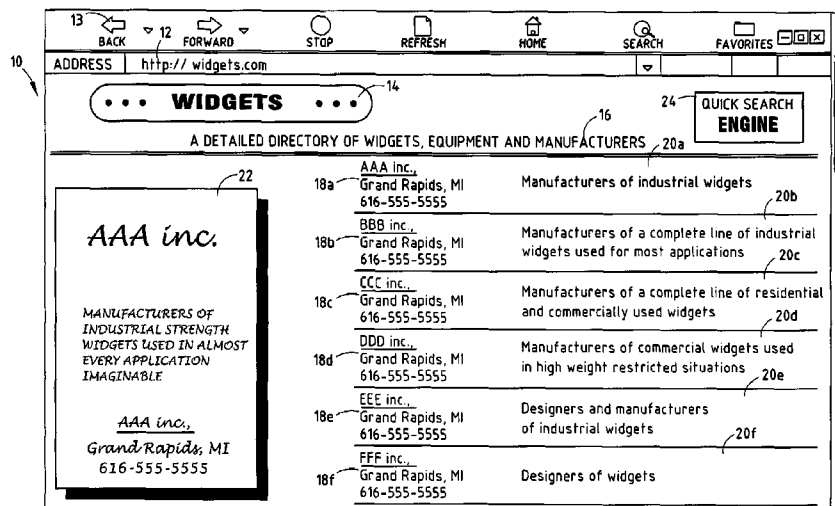 13
BACK FORWARD STOP REFRESH HOME SEARCH FAVORITES
12
10
ADDRESS http:// widgets.com
••• WIDGETS •••
14
24
QUICK SEARCH
ENGINE
16
A DETAILED DIRECTORY OF WIDGETS, EQUIPMENT AND MANUFACTURERS
20a
22
AAA inc.
MANUFACTURERS OF
INDUSTRIAL STRENGTH
WIDGETS USED IN ALMOST
EVERY APPLICATION
IMAGINABLE
AAA inc.,
Grand Rapids, MI
616-555-5555
18a
AAA inc.,
Grand Rapids, MI
616-555-5555
Manufacturers of industrial widgets
20b
18b
BBB inc.,
Grand Rapids, MI
616-555-5555
Manufacturers of a complete line of industrial
widgets used for most applications
20c
18c
CCC inc.,
Grand Rapids, MI
616-555-5555
Manufacturers of a complete line of residential
and commercially used widgets
20d
18d
DDD inc.,
Grand Rapids, MI
616-555-5555
Manufacturers of commercial widgets used
in high weight restricted situations
20e
18e
EEE inc.,
Grand Rapids, MI
616-555-5555
Designers and manufacturers
of industrial widgets
20f
18f
FFF inc.,
Grand Rapids, MI
616-555-5555
Designers of widgets